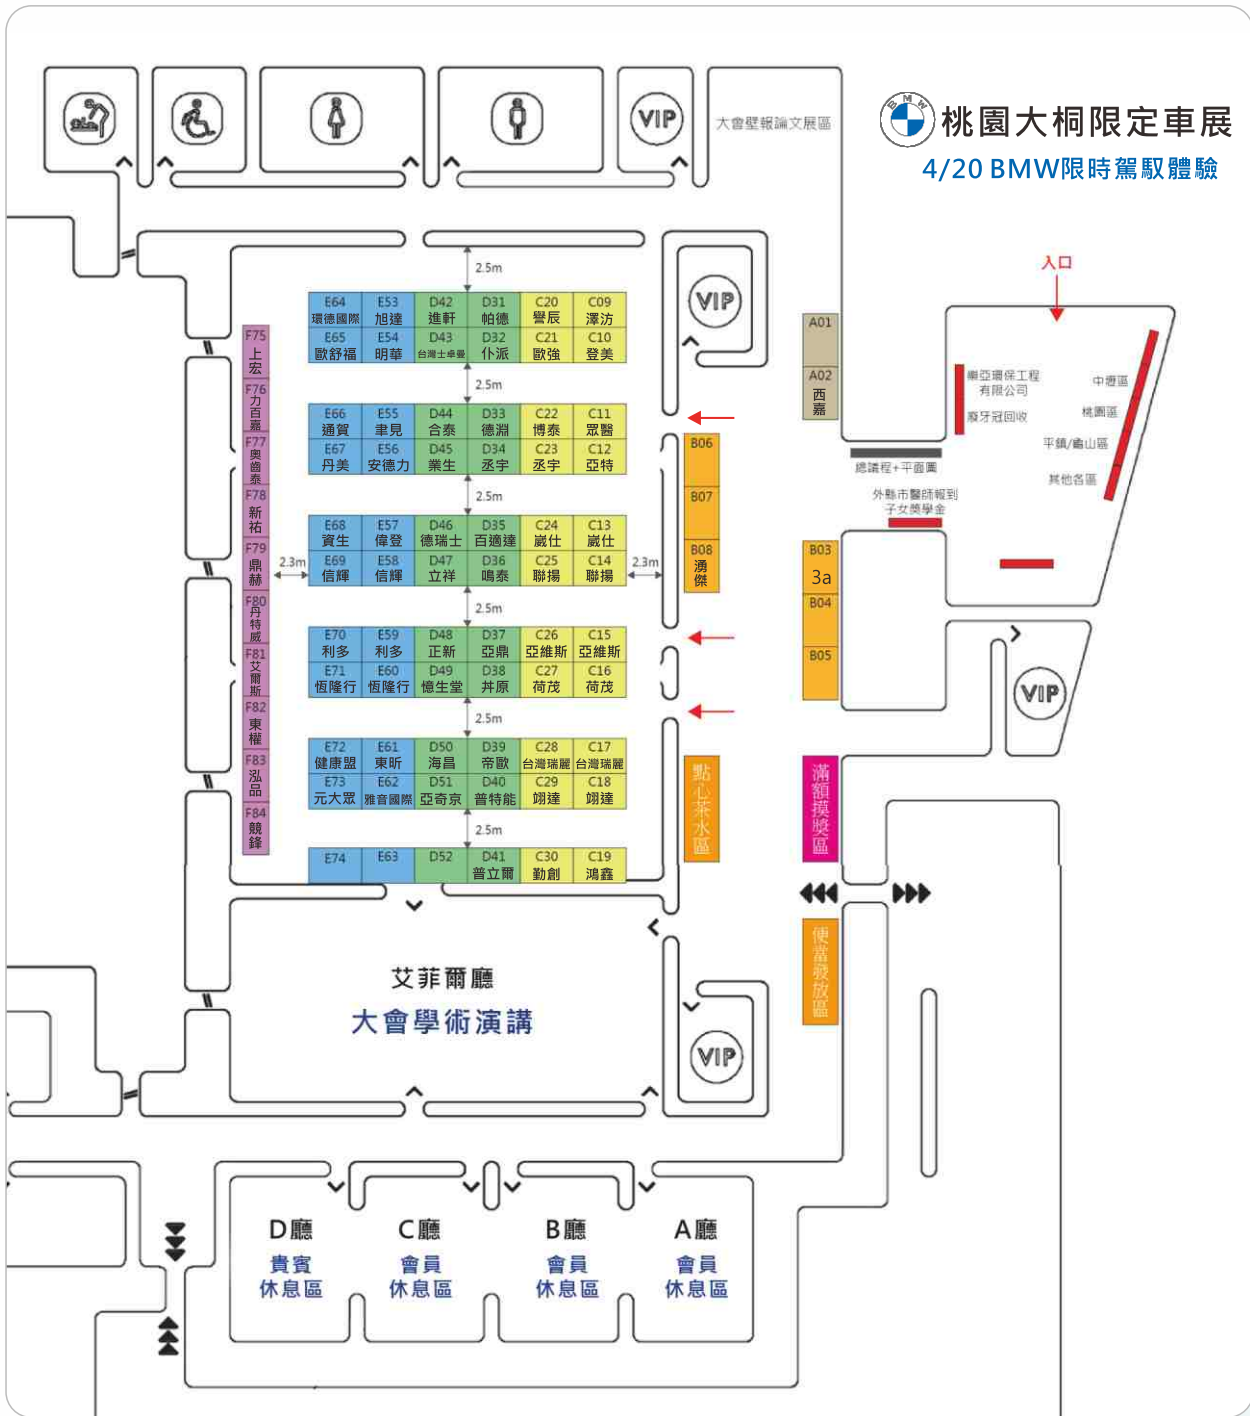 VIP
大會壁報論文展區
BMW
桃園大桐限定車展
4/20 BMW限時駕馭體驗
入口
2.5m
VIP
E64 環德國際
E53 旭達
D42 進軒
D31 帕德
C20 譽辰
C09 澤汸
E65 歐舒福
E54 明華
D43 台灣士卓曼
D32 仆派
C21 歐強
C10 登美
2.5m
E66 通賀
E55 聿見
D44 合泰
D33 德淵
C22 博泰
C11 眾醫
E67 丹美
E56 安德力
D45 業生
D34 丞宇
C23 丞宇
C12 亞特
2.5m
E68 資生
E57 偉登
D46 德瑞士
D35 百適達
C24 崴仕
C13 崴仕
E69 信輝
E58 信輝
D47 立祥
D36 鳴泰
C25 聯揚
C14 聯揚
2.3m
2.3m
2.5m
E70 利多
E59 利多
D48 正新
D37 亞鼎
C26 亞維斯
C15 亞維斯
E71 恆隆行
E60 恆隆行
D49 憶生堂
D38 丼原
C27 荷茂
C16 荷茂
2.5m
E72 健康盟
E61 東昕
D50 海昌
D39 帝歐
C28 台灣瑞麗
C17 台灣瑞麗
E73 元大眾
E62 雅音國際
D51 亞奇京
D40 普特能
C29 翊達
C18 翊達
2.5m
E74
E63
D52
D41 普立爾
C30 勤創
C19 鴻鑫
F75 上宏
F76 力百嘉
F77 奧齒泰
F78 新祐
F79 鼎赫
F80 丹特威
F81 艾爾斯
F82 東權
F83 泓品
F84 競鋒
A01
A02 西嘉
B06
B07
B08 湧傑
B03 3a
B04
B05
樂亞環保工程
有限公司
廢牙冠回收
中壢區
桃園區
平鎮/龜山區
其他各區
總議程+平面圖
外縣市醫師報到
子女獎學金
VIP
點心茶水區
滿額摸獎區
便當發放區
艾菲爾廳
大會學術演講
VIP
D廳
貴賓
休息區
C廳
會員
休息區
B廳
會員
休息區
A廳
會員
休息區